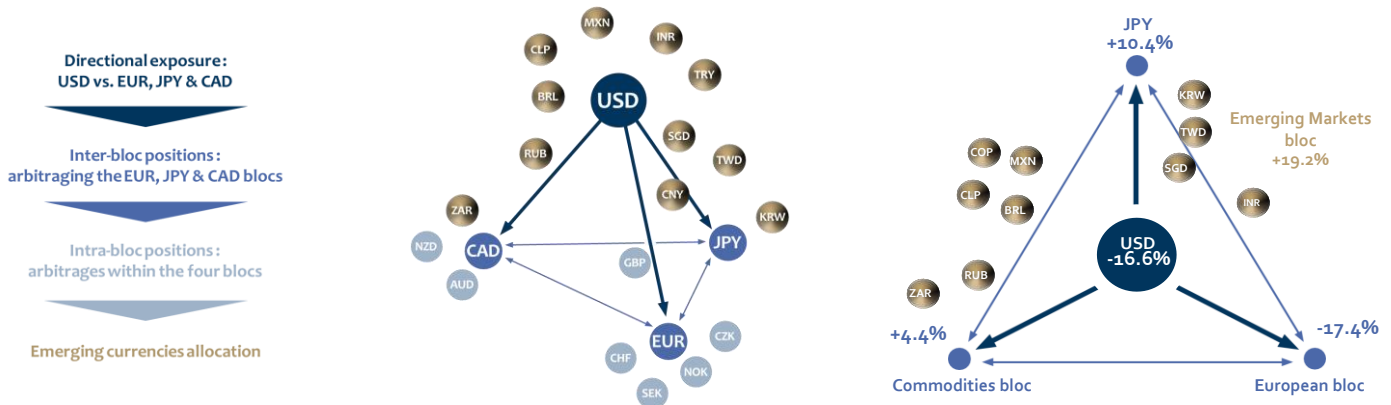 Directional exposure :
USD vs. EUR, JPY & CAD
Inter-bloc positions :
arbitraging the EUR, JPY & CAD blocs
Intra-bloc positions :
arbitrages within the four blocs
Emerging currencies allocation
MXN
INR
CLP
TRY
BRL
USD
SGD
RUB
TWD
CNY
ZAR
KRW
NZD
CAD
JPY
GBP
AUD
EUR
CZK
CHF
NOK
SEK
JPY
+10.4%
KRW
Emerging Markets
bloc
+19.2%
TWD
COP
MXN
SGD
CLP
BRL
INR
USD
-16.6%
RUB
ZAR
+4.4%
-17.4%
Commodities bloc
European bloc